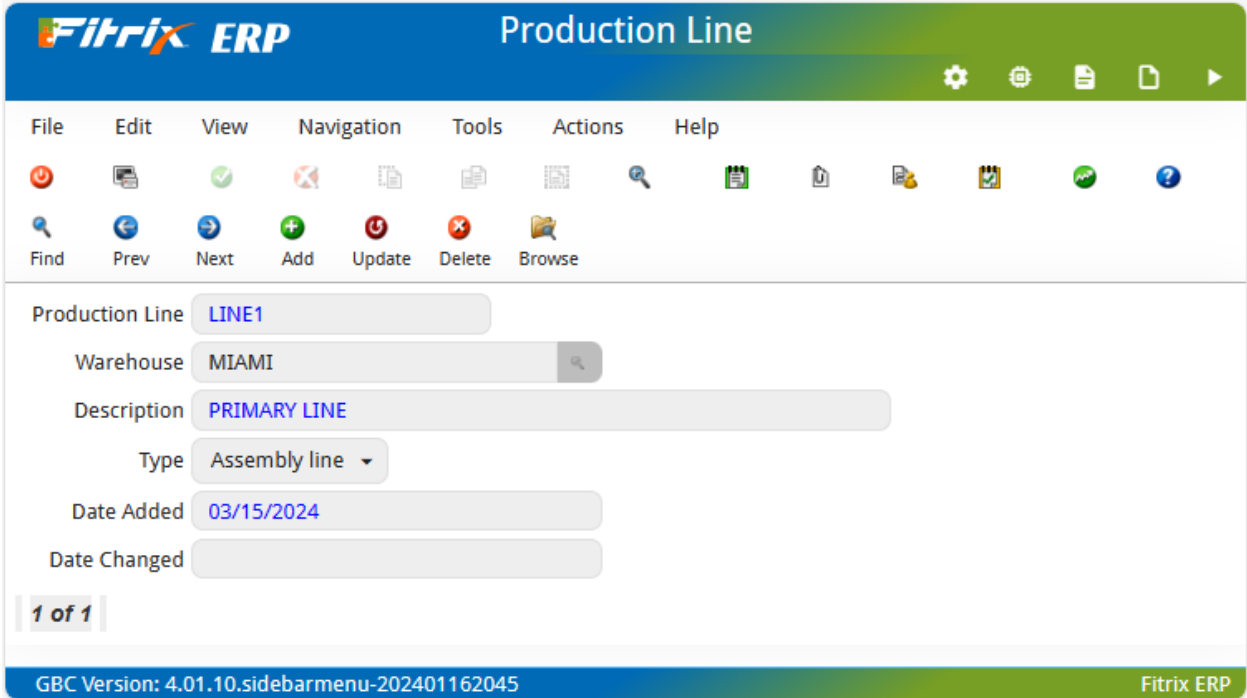 Fitrix ERP Production Line
File Edit View Navigation Tools Actions Help
Find Prev Next Add Update Delete Browse
Production Line LINE1
Warehouse MIAMI
Description PRIMARY LINE
Type Assembly line
Date Added 03/15/2024
Date Changed
1 of 1
GBC Version: 4.01.10.sidebarmenu-202401162045 Fitrix ERP